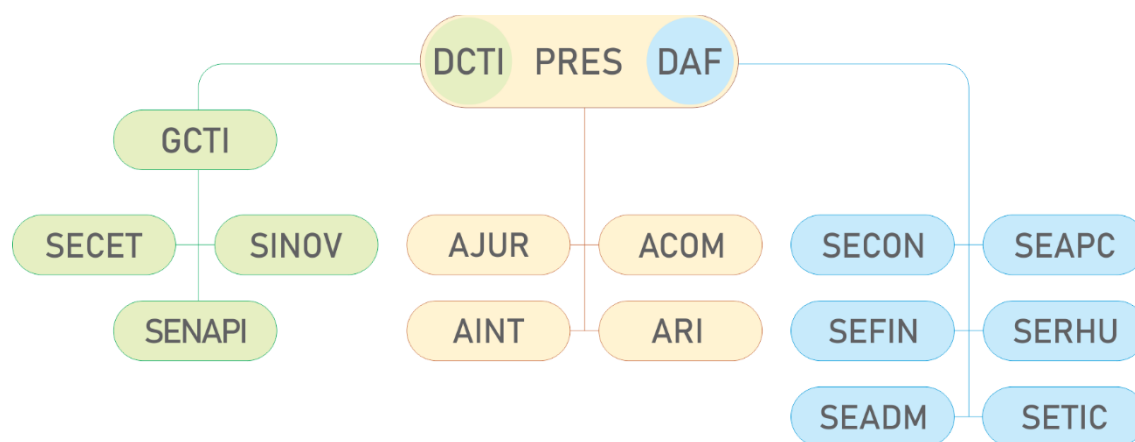 DCTI PRES DAF
GCTI
SECET SINOV
SENAPI
AJUR ACOM
AINT ARI
SECON SEAPC
SEFIN SERHU
SEADM SETIC